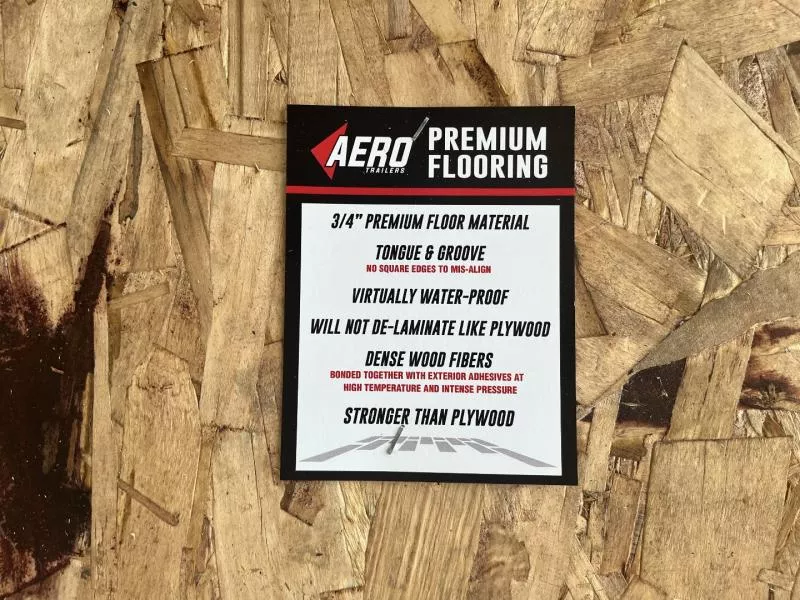 AERO
TRAILERS
PREMIUM
FLOORING
3/4" PREMIUM FLOOR MATERIAL
TONGUE & GROOVE
NO SQUARE EDGES TO MIS-ALIGN
VIRTUALLY WATER-PROOF
WILL NOT DE-LAMINATE LIKE PLYWOOD
DENSE WOOD FIBERS
BONDED TOGETHER WITH EXTERIOR ADHESIVES AT
HIGH TEMPERATURE AND INTENSE PRESSURE
STRONGER THAN PLYWOOD